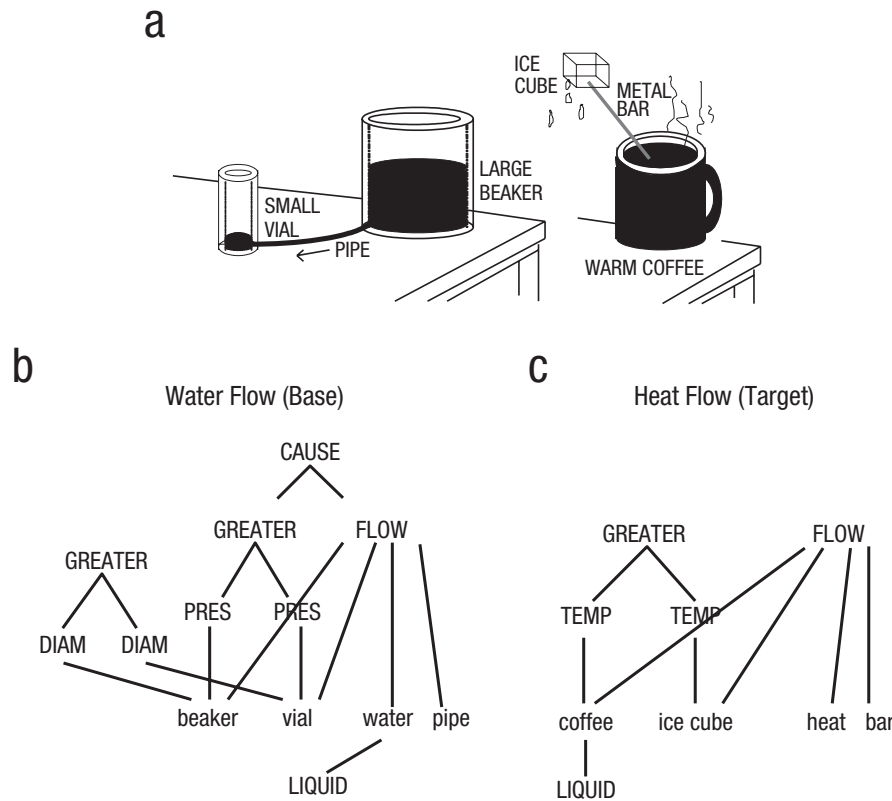 a
ICE
CUBE
METAL
BAR
LARGE
BEAKER
SMALL
VIAL
PIPE
WARM COFFEE
b
Water Flow (Base)
CAUSE
GREATER FLOW
GREATER
PRES PRES
DIAM DIAM
beaker vial water pipe
LIQUID
c
Heat Flow (Target)
GREATER FLOW
TEMP TEMP
coffee ice cube heat bar
LIQUID